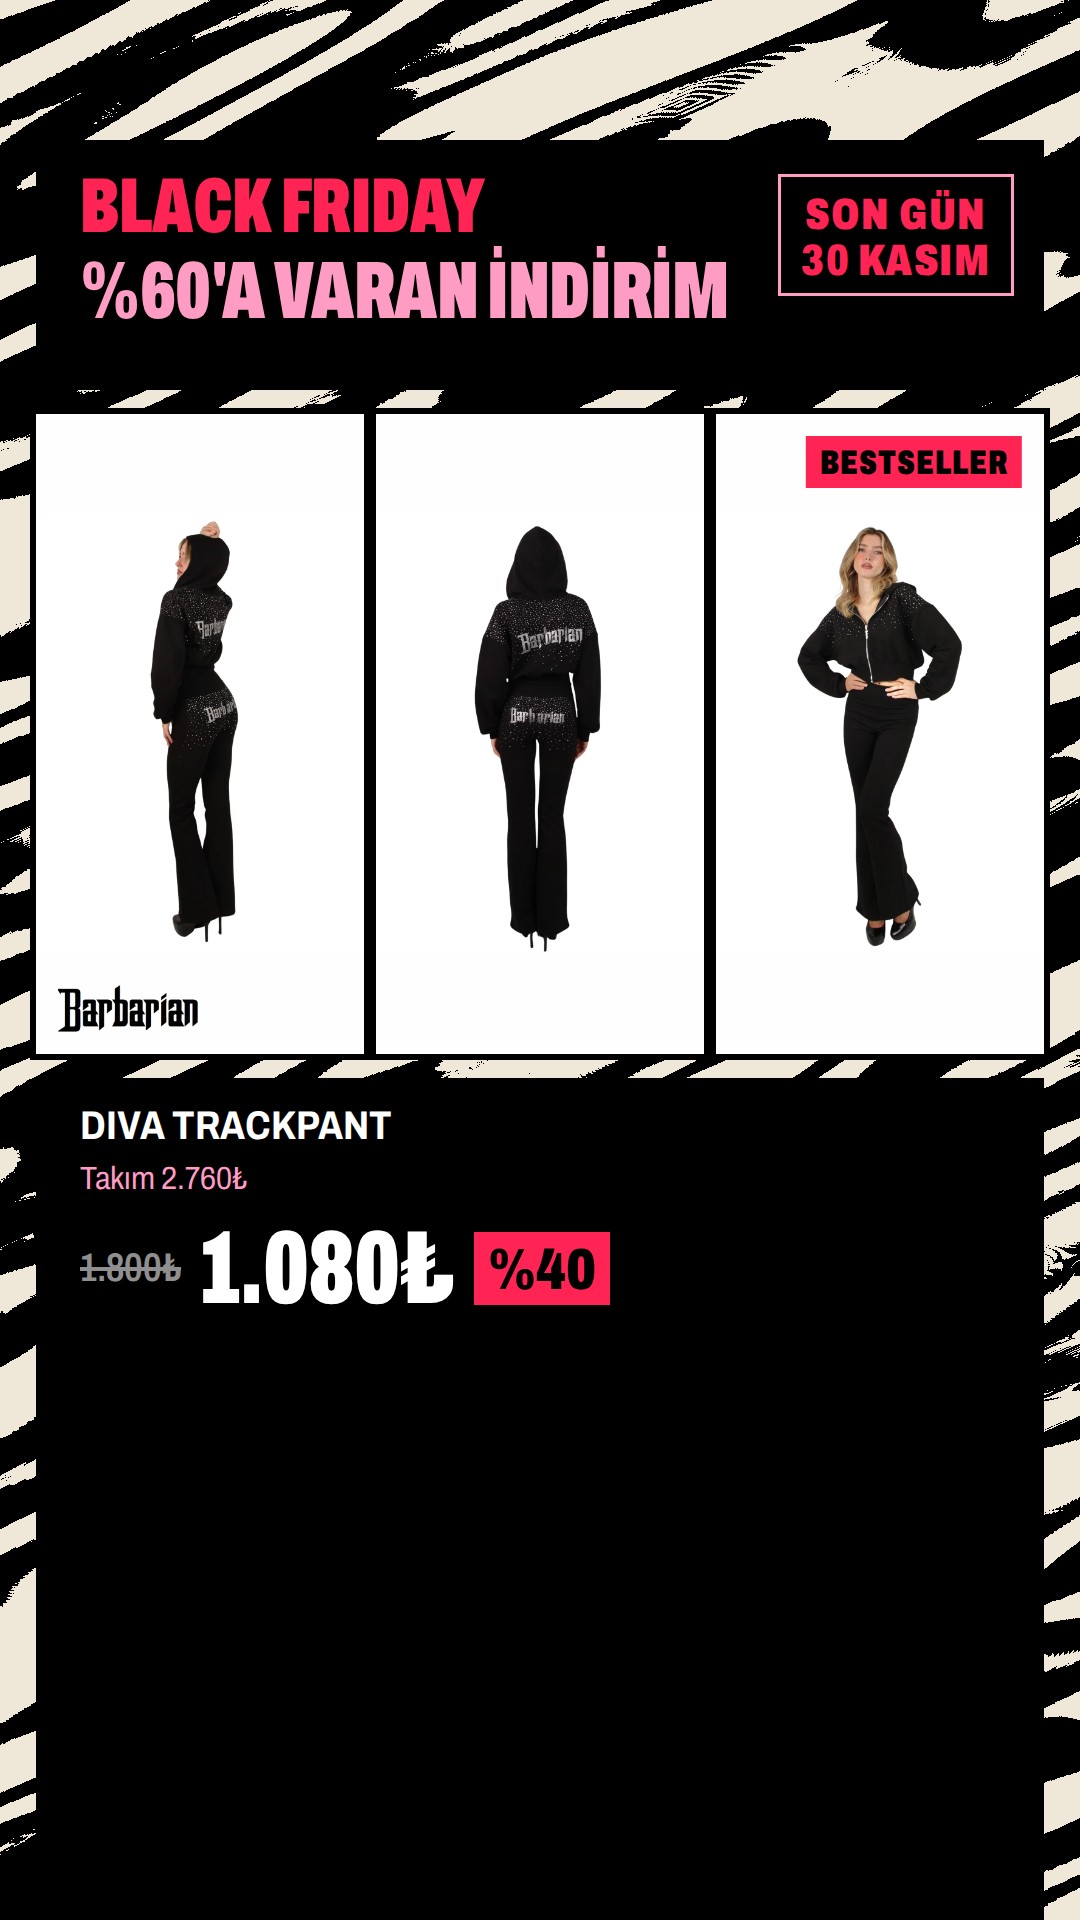 BLACK FRIDAY
%60'A VARAN İNDİRİM
SON GÜN
30 KASIM
BESTSELLER
Barbarian
Barbarian
Barbarian
Barbarian
Barbarian
DIVA TRACKPANT
Takım 2.760₺
1.800₺ 1.080₺ %40